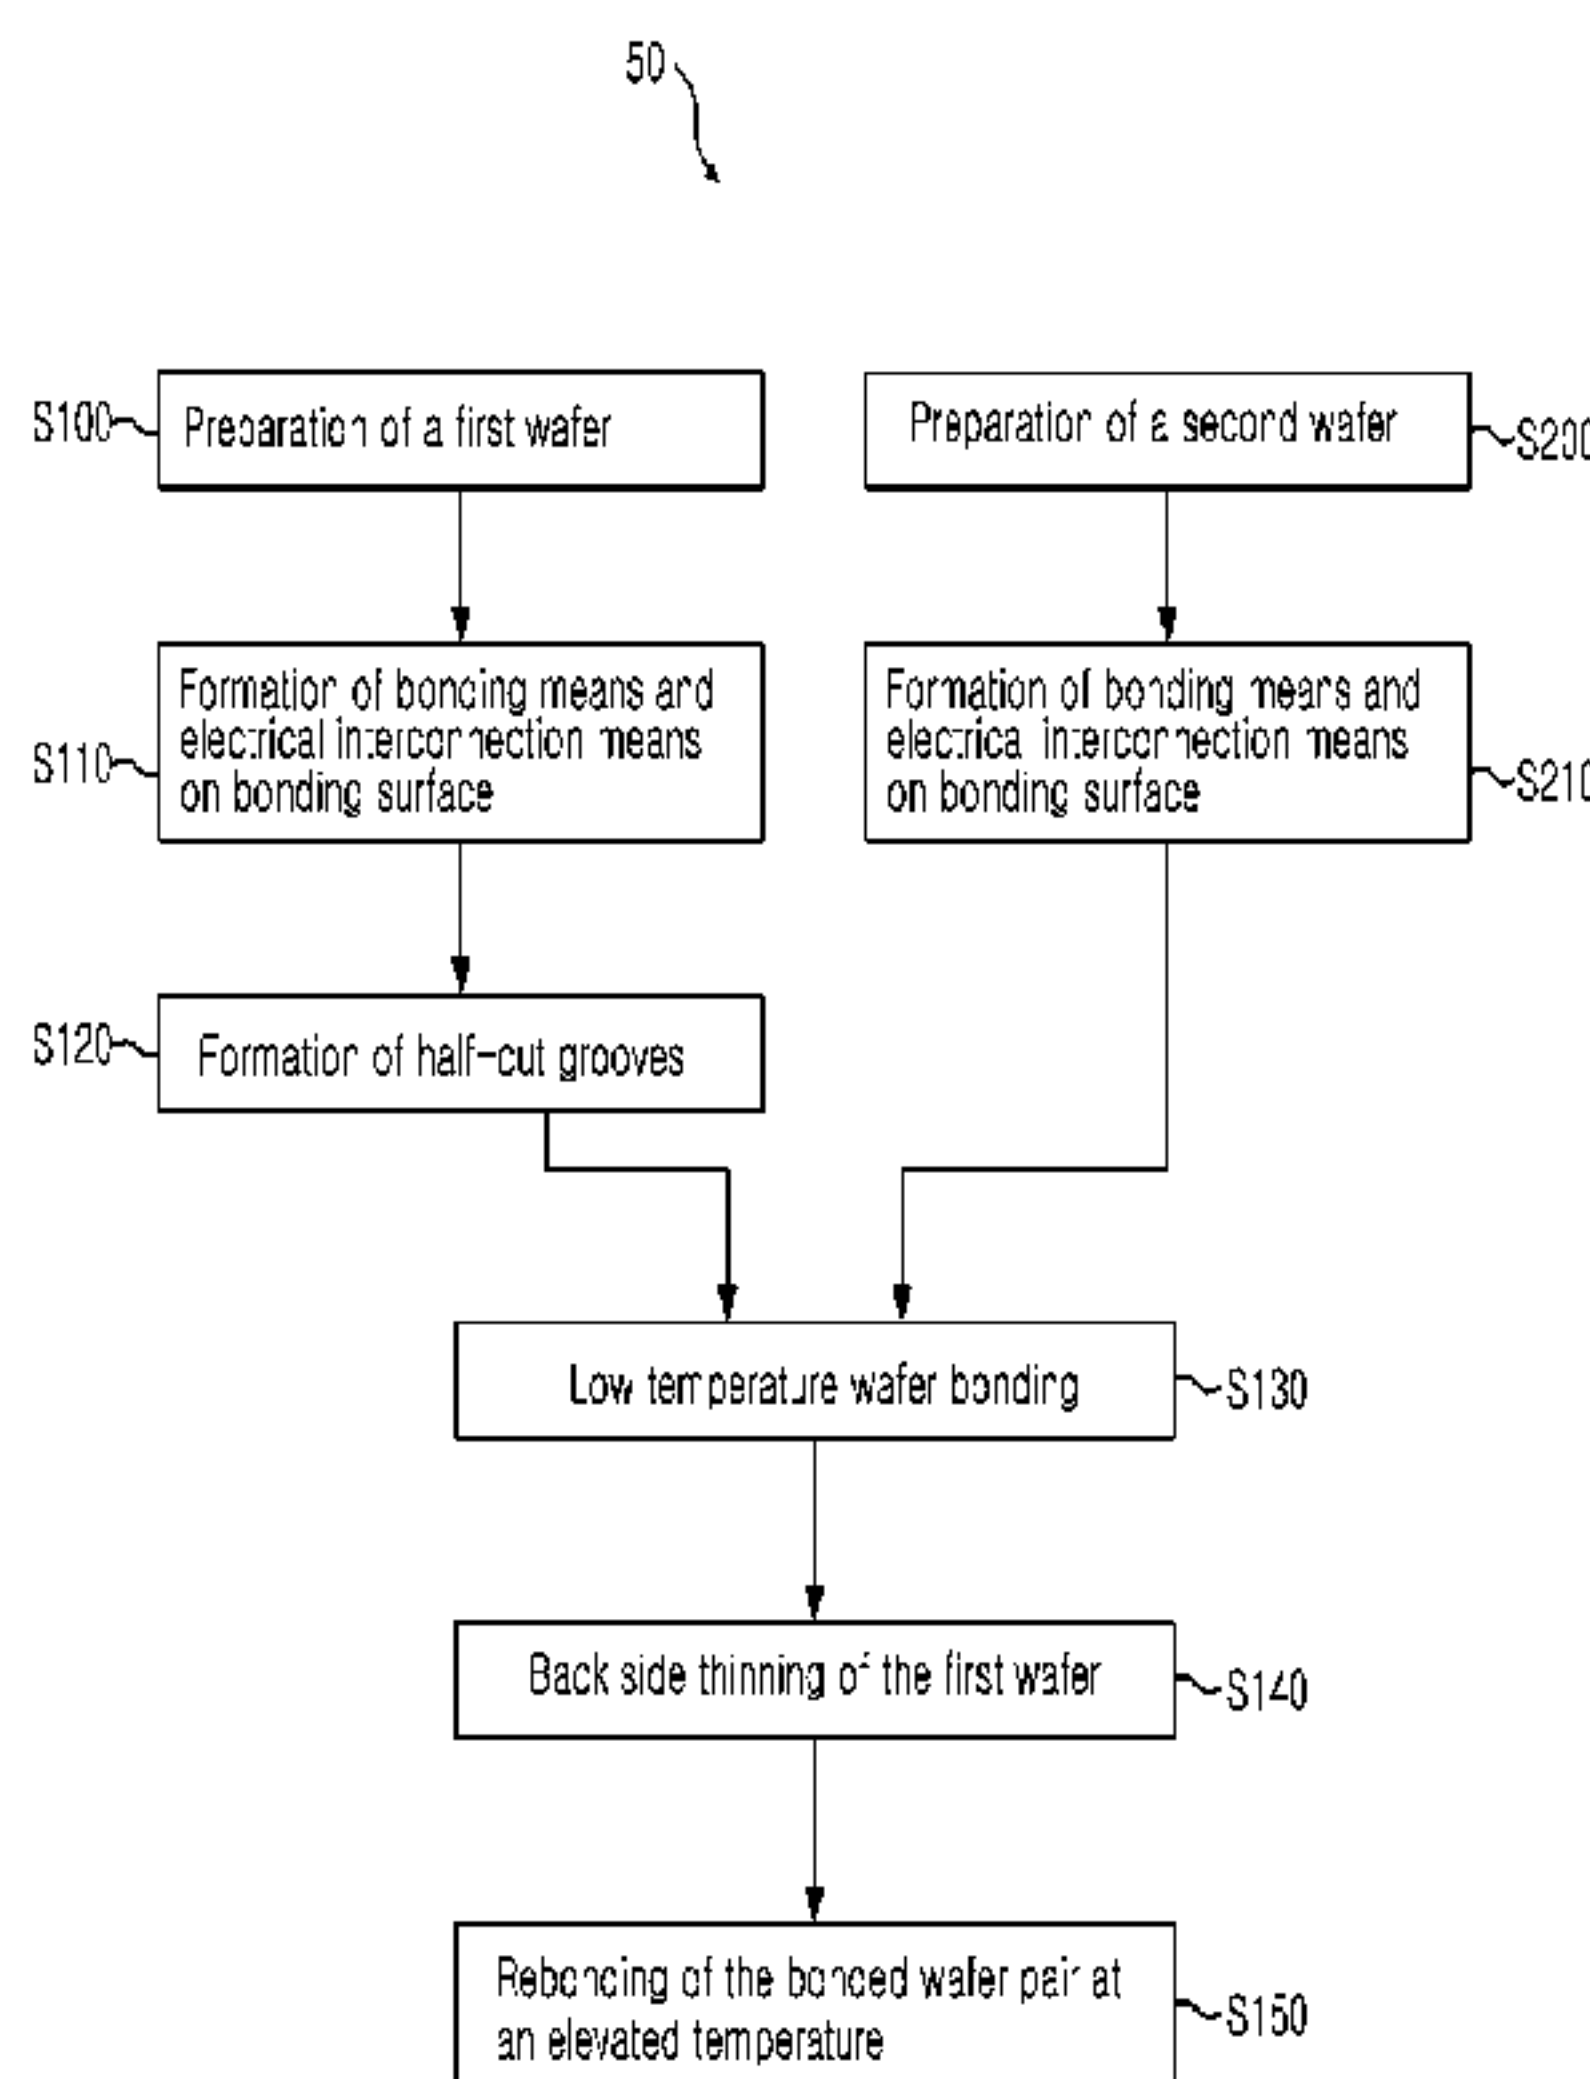 50
S100
Preparation of a first wafer
Preparation of a second wafer
S200
S110
Formation of bonding means and
electrical interconnection means
on bonding surface
Formation of bonding means and
electrical interconnection means
on bonding surface
S210
S120
Formation of half-cut grooves
Low temperature wafer bonding
S130
Back side thinning of the first wafer
S140
Rebonding of the bonded wafer pair at
an elevated temperature
S150